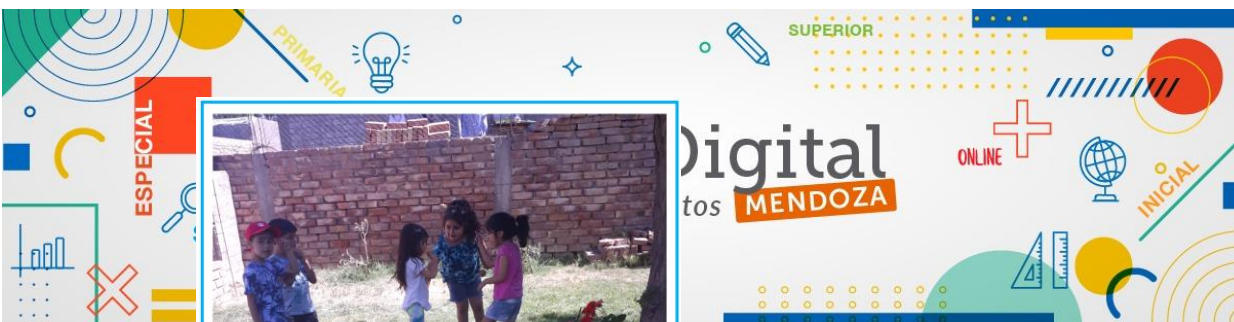 PRIMARIA
SUPERIOR
ESPECIAL
Digital
ONLINE
tos MENDOZA
INICIAL